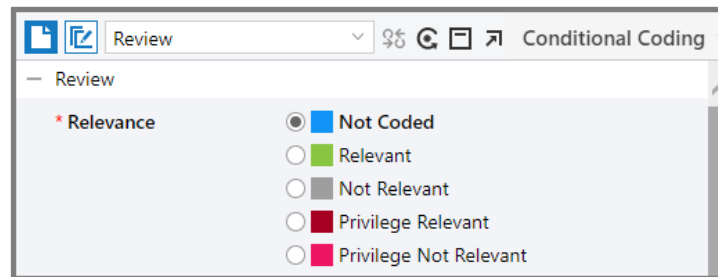 Review Conditional Coding
Review
* Relevance Not Coded
Relevant
Not Relevant
Privilege Relevant
Privilege Not Relevant